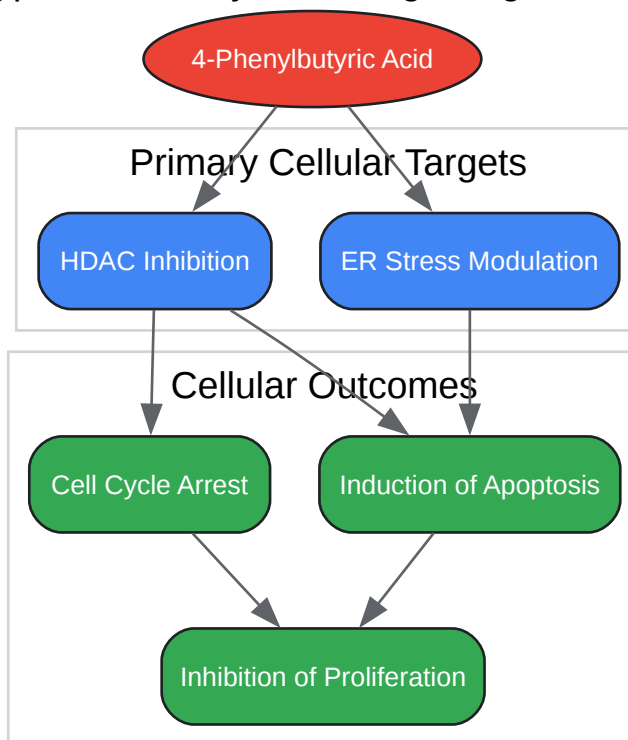 4-Phenylbutyric Acid
Primary Cellular Targets
HDAC Inhibition
ER Stress Modulation
Cellular Outcomes
Cell Cycle Arrest
Induction of Apoptosis
Inhibition of Proliferation